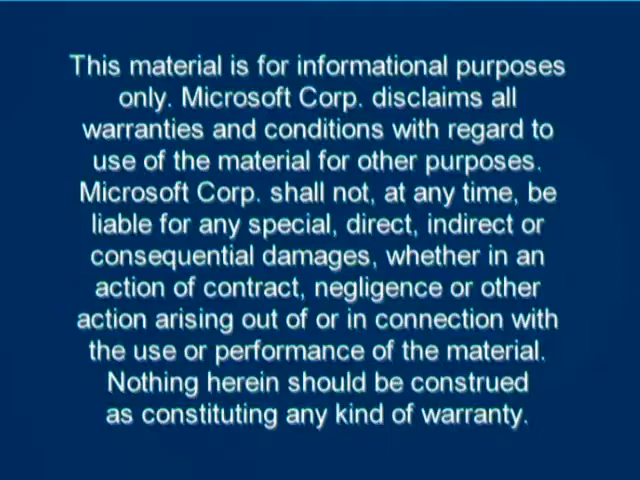 This material is for informational purposes
only. Microsoft Corp. disclaims all
warranties and conditions with regard to
use of the material for other purposes.
Microsoft Corp. shall not, at any time, be
liable for any special, direct, indirect or
consequential damages, whether in an
action of contract, negligence or other
action arising out of or in connection with
the use or performance of the material.
Nothing herein should be construed
as constituting any kind of warranty.